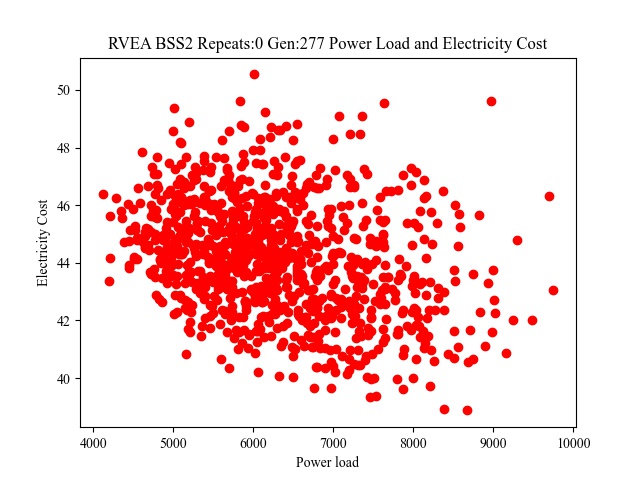 RVEA BSS2 Repeats:0 Gen:277 Power Load and Electricity Cost
50
48
46
44
42
40
Electricity Cost
4000 5000 6000 7000 8000 9000 10000
Power load